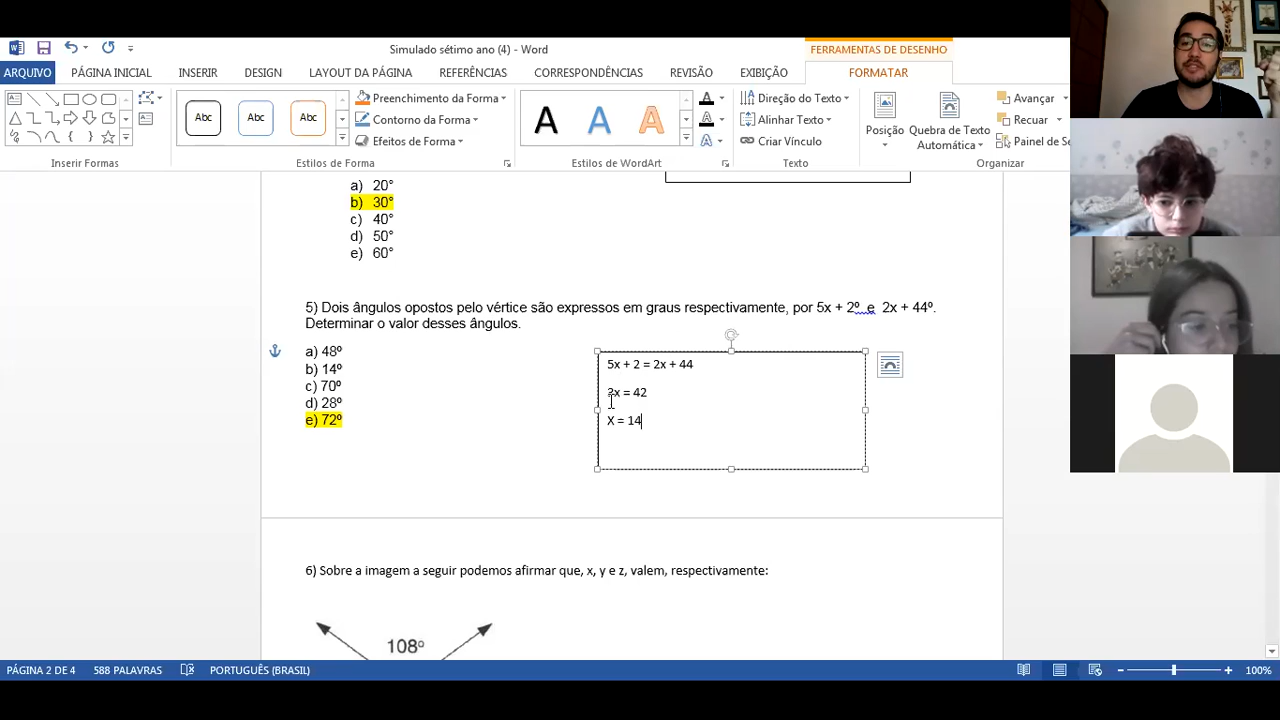 Simulado sétimo ano (4) - Word
FERRAMENTAS DE DESENHO
ARQUIVO PÁGINA INICIAL INSERIR DESIGN LAYOUT DA PÁGINA REFERÊNCIAS CORRESPONDÊNCIAS REVISÃO EXIBIÇÃO FORMATAR
Abc Abc Abc
Preenchimento da Forma
Contorno da Forma
Efeitos de Forma
A A A
Direção do Texto
Alinhar Texto
Criar Vínculo
Posição
Quebra de Texto
Automática
Avançar
Recuar
Painel de Se
Inserir Formas Estilos de Forma Estilos de WordArt Texto Organizar
a) 20°
b) 30°
c) 40°
d) 50°
e) 60°
5) Dois ângulos opostos pelo vértice são expressos em graus respectivamente, por 5x + 2º e 2x + 44º.
Determinar o valor desses ângulos.
a) 48º
b) 14º
c) 70º
d) 28º
e) 72º
5x + 2 = 2x + 44
x = 42
X = 14
6) Sobre a imagem a seguir podemos afirmar que, x, y e z, valem, respectivamente:
108º
PÁGINA 2 DE 4 588 PALAVRAS PORTUGUÊS (BRASIL) 100%